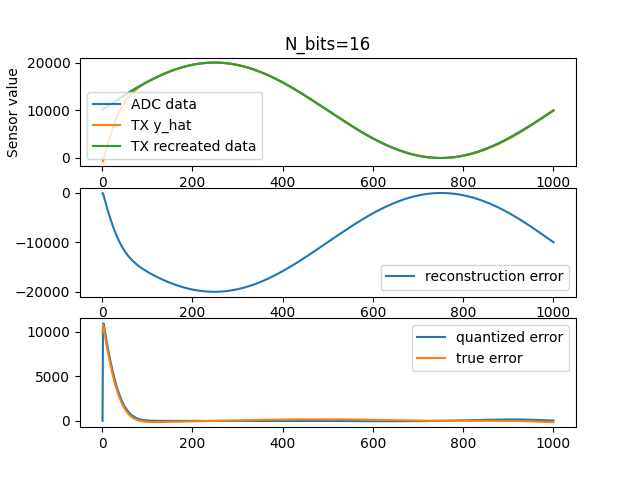 N_bits=16
Sensor value
20000
10000
0
ADC data
TX y_hat
TX recreated data
0 200 400 600 800 1000
0
−10000
−20000
reconstruction error
0 200 400 600 800 1000
10000
5000
0
quantized error
true error
0 200 400 600 800 1000